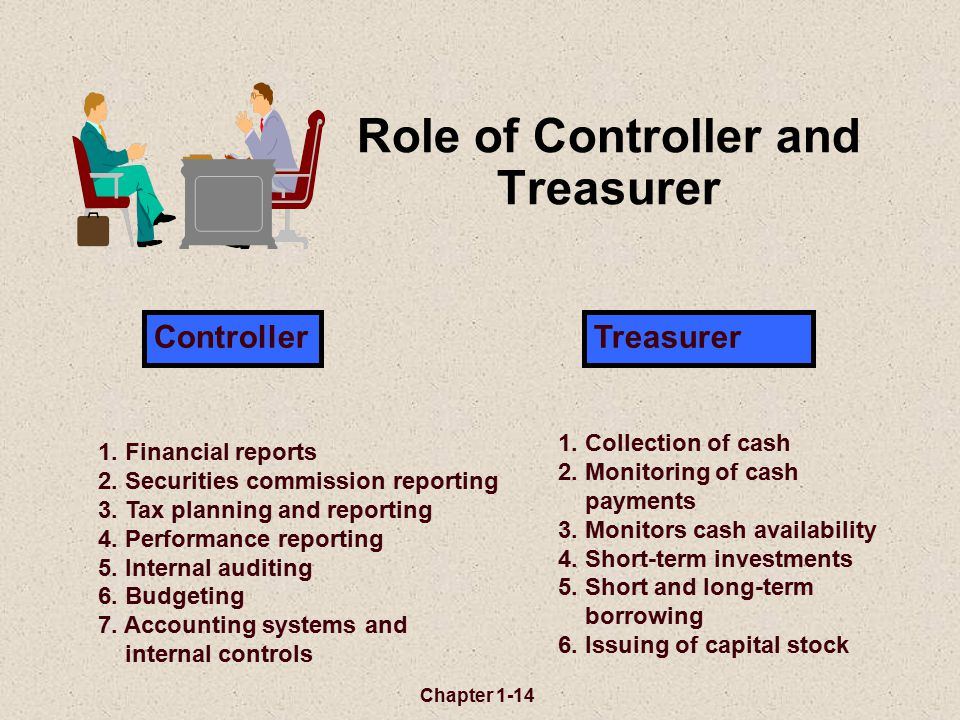 Role of Controller and
Treasurer
Controller
1. Financial reports
2. Securities commission reporting
3. Tax planning and reporting
4. Performance reporting
5. Internal auditing
6. Budgeting
7. Accounting systems and
internal controls
Treasurer
1. Collection of cash
2. Monitoring of cash
payments
3. Monitors cash availability
4. Short-term investments
5. Short and long-term
borrowing
6. Issuing of capital stock
Chapter 1-14